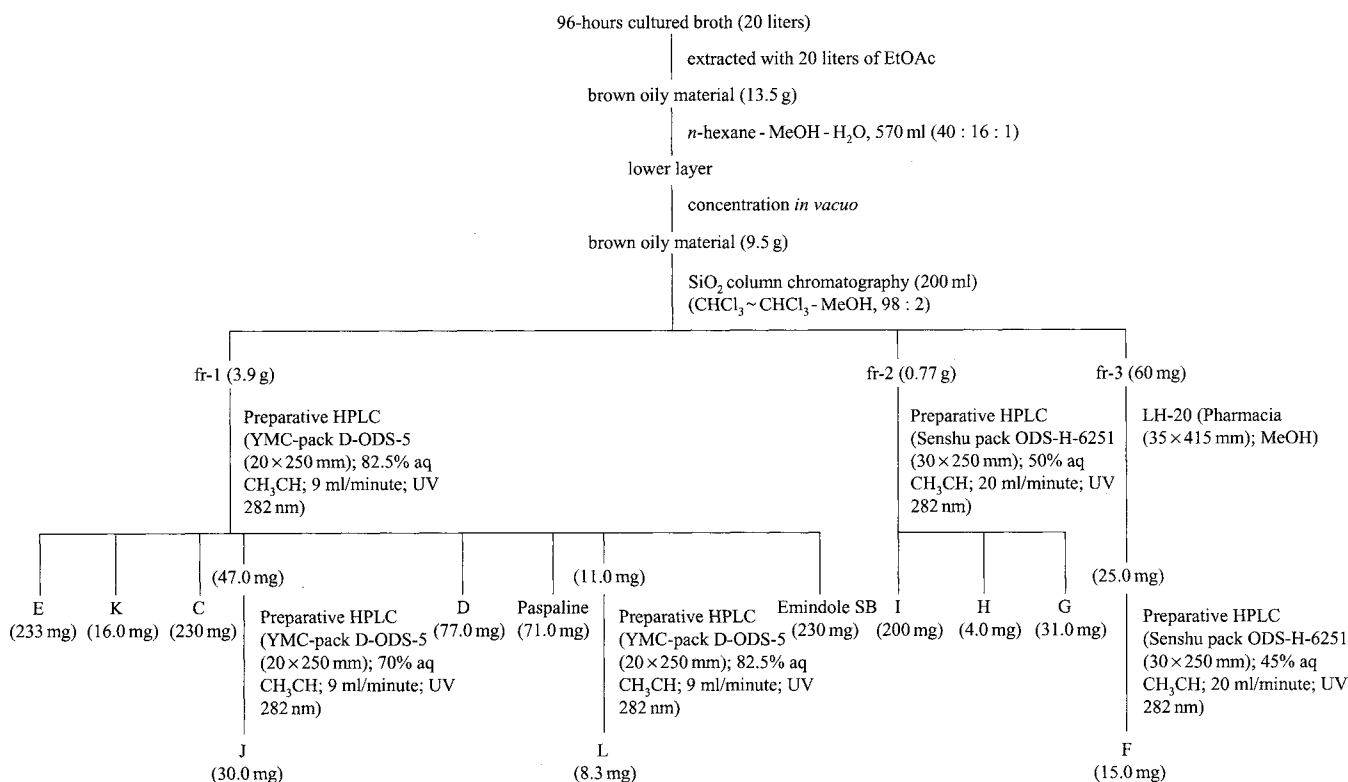 96-hours cultured broth (20 liters)
extracted with 20 liters of EtOAc
brown oily material (13.5 g)
n-hexane - MeOH - H₂O, 570 ml (40 : 16 : 1)
lower layer
concentration in vacuo
brown oily material (9.5 g)
SiO₂ column chromatography (200 ml)
(CHCl₃ ~ CHCl₃ - MeOH, 98 : 2)
fr-1 (3.9 g)
Preparative HPLC
(YMC-pack D-ODS-5
(20 × 250 mm); 82.5% aq
CH₃CH; 9 ml/minute; UV
282 nm)
E
(233 mg)
K
(16.0 mg)
C
(230 mg)
(47.0 mg)
Preparative HPLC
(YMC-pack D-ODS-5
(20 × 250 mm); 70% aq
CH₃CH; 9 ml/minute; UV
282 nm)
J
(30.0 mg)
D
(77.0 mg)
Paspaline
(71.0 mg)
(11.0 mg)
Preparative HPLC
(YMC-pack D-ODS-5
(20 × 250 mm); 82.5% aq
CH₃CH; 9 ml/minute; UV
282 nm)
L
(8.3 mg)
Emindole SB
(230 mg)
fr-2 (0.77 g)
Preparative HPLC
(Senshu pack ODS-H-6251
(30 × 250 mm); 50% aq
CH₃CH; 20 ml/minute; UV
282 nm)
I
(200 mg)
H
(4.0 mg)
G
(31.0 mg)
fr-3 (60 mg)
LH-20 (Pharmacia
(35 × 415 mm); MeOH)
(25.0 mg)
Preparative HPLC
(Senshu pack ODS-H-6251
(30 × 250 mm); 45% aq
CH₃CH; 20 ml/minute; UV
282 nm)
F
(15.0 mg)